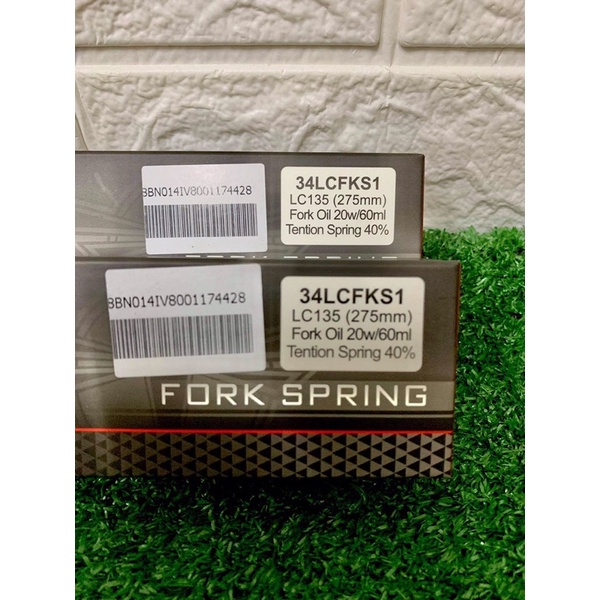 BBN014IV8001174428
34LCFKS1
LC135 (275mm)
Fork Oil 20w/60ml
Tention Spring 40%
BBN014IV8001174428
34LCFKS1
LC135 (275mm)
Fork Oil 20w/60ml
Tention Spring 40%
FORK SPRING